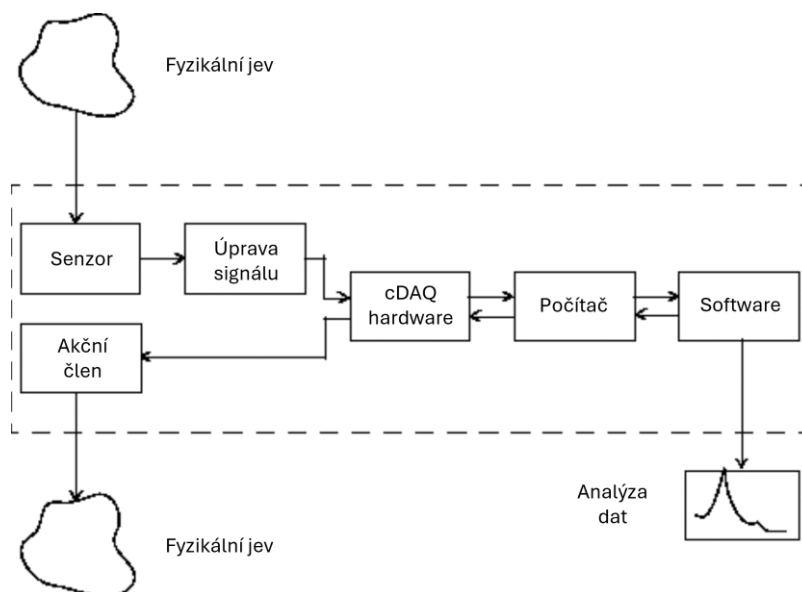 Fyzikální jev
Senzor
Úprava
signálu
cDAQ
hardware
Počítač
Software
Akční
člen
Analýza
dat
Fyzikální jev